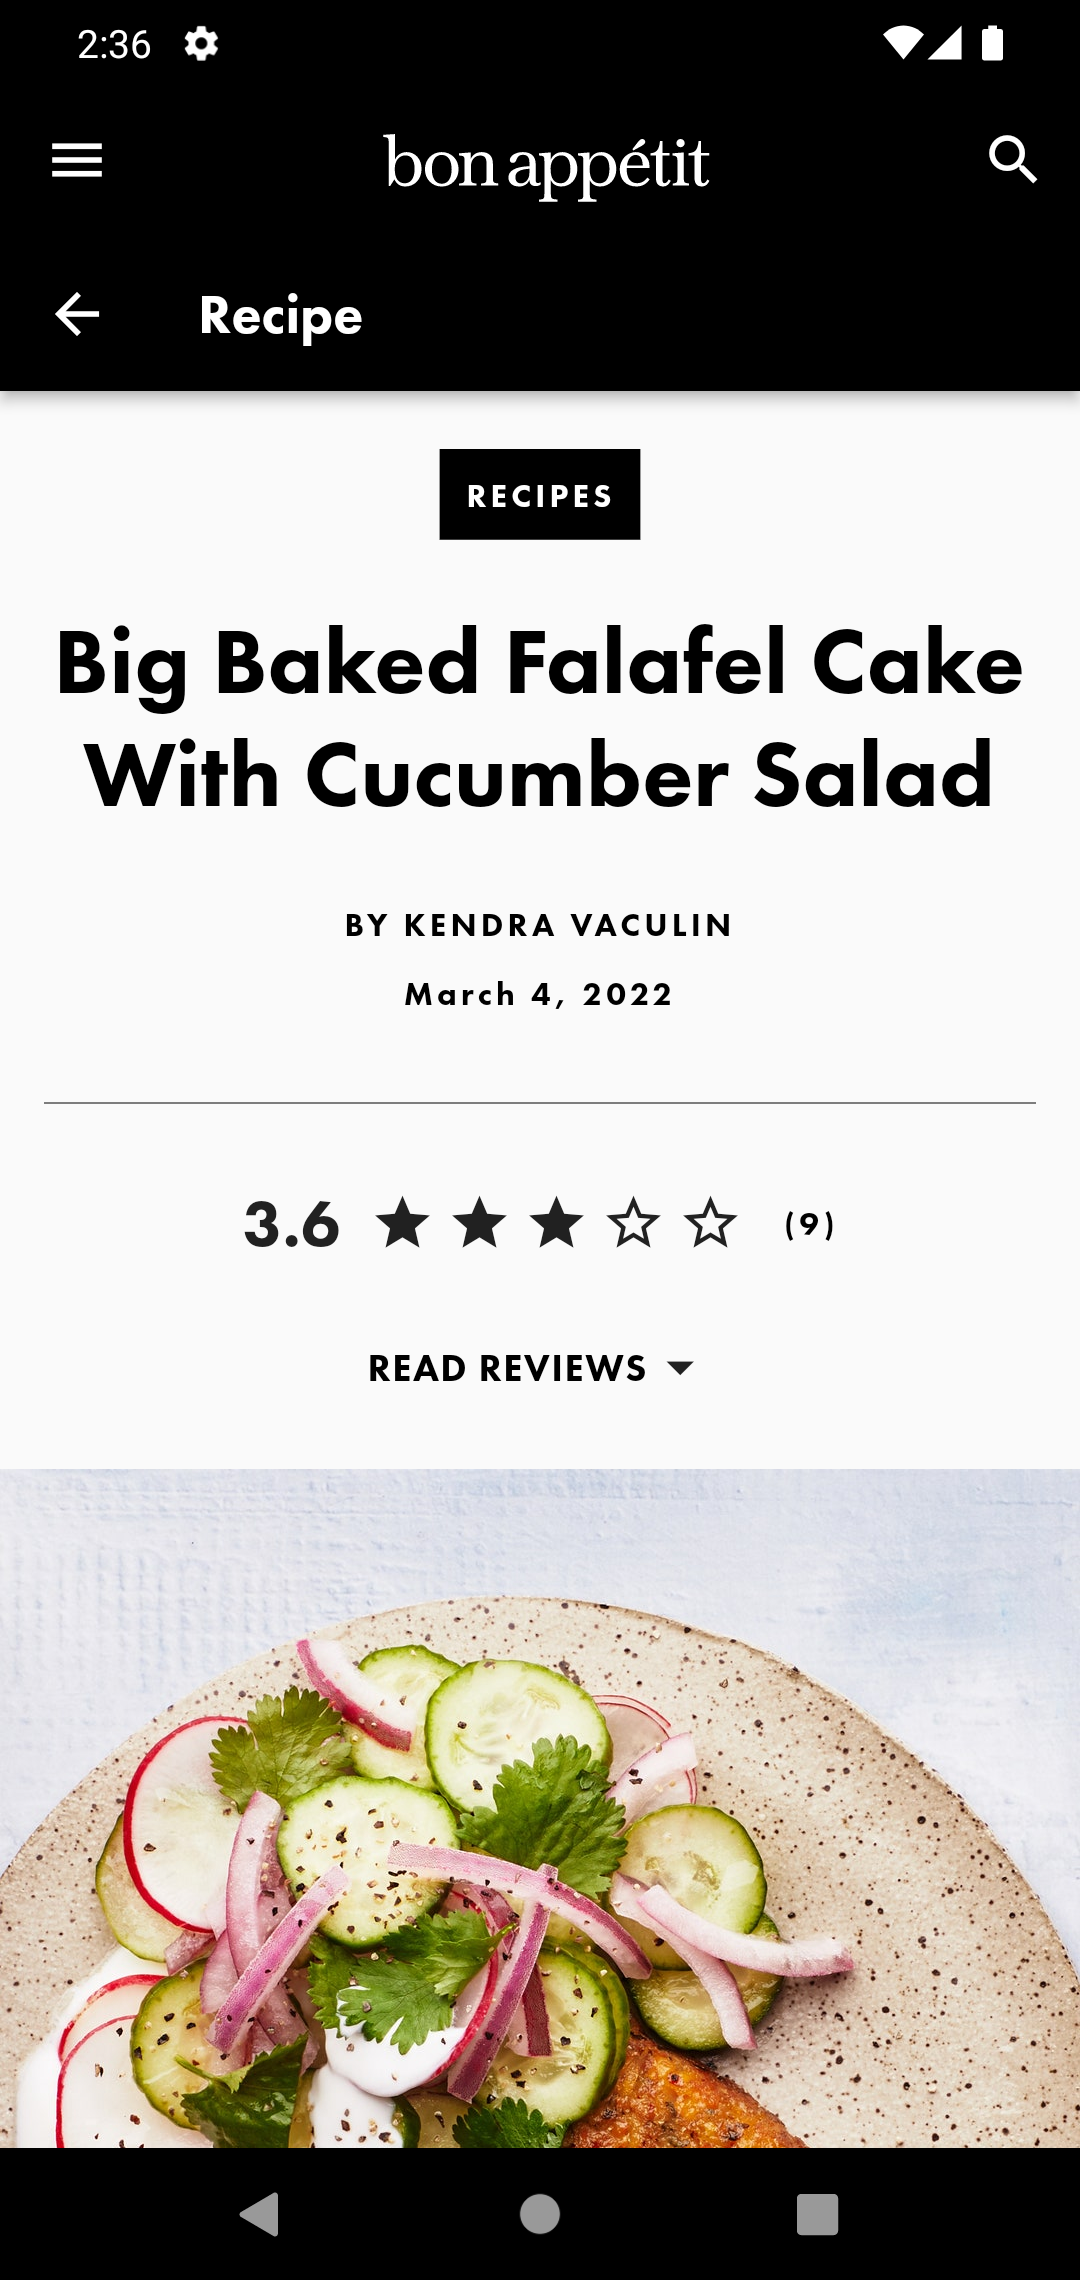 2:36
bon appétit
Recipe
RECIPES
Big Baked Falafel Cake
With Cucumber Salad
BY KENDRA VACULIN
March 4, 2022
3.6 (9)
READ REVIEWS